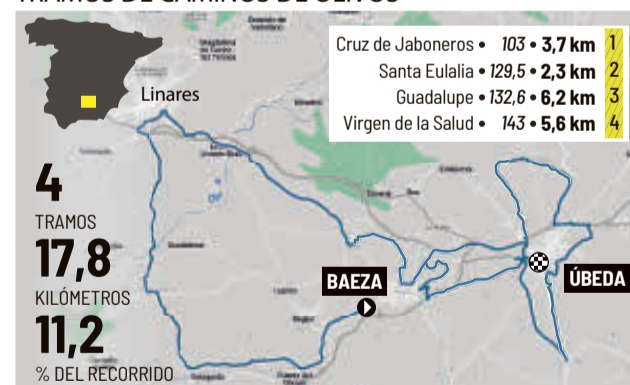 TRAMOS DE CAMINOS DE OLIVOS
Cruz de Jaboneros • 103 • 3,7 km 1
Santa Eulalia • 129,5 • 2,3 km 2
Guadalupe • 132,6 • 6,2 km 3
Virgen de la Salud • 143 • 5,6 km 4
Linares
4
TRAMOS
17,8
KILÓMETROS
11,2
% DEL RECORRIDO
BAEZA
ÚBEDA